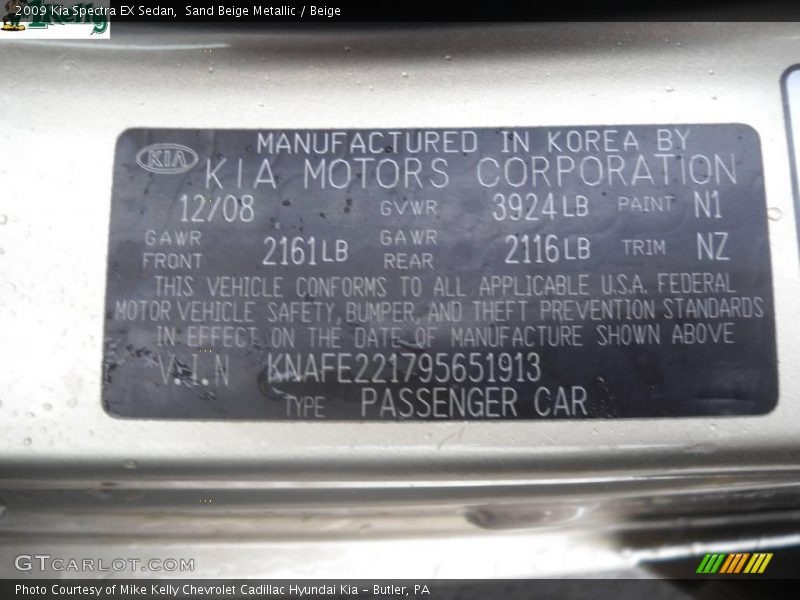 2009 Kia Spectra EX Sedan,  Sand Beige Metallic / Beige
Kelly
MANUFACTURED IN KOREA BY
KIA KIA MOTORS CORPORATION
12/08 GVWR 3924LB PAINT N1
GAWR FRONT 2161LB GAWR REAR 2116LB TRIM NZ
THIS VEHICLE CONFORMS TO ALL APPLICABLE U.S.A. FEDERAL
MOTOR VEHICLE SAFETY, BUMPER, AND THEFT PREVENTION STANDARDS
IN EFFECT ON THE DATE OF MANUFACTURE SHOWN ABOVE
V.I.N KNAFE221795651913
TYPE PASSENGER CAR
GTCARLOT.COM
Photo Courtesy of Mike Kelly Chevrolet Cadillac Hyundai Kia – Butler, PA